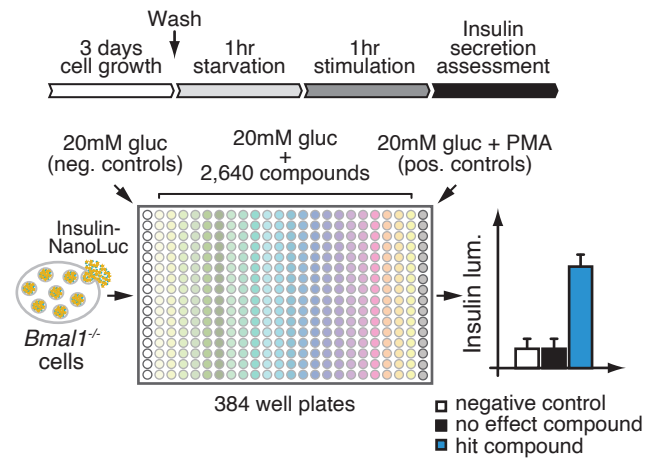 Wash
3 days
cell growth
1hr
starvation
1hr
stimulation
Insulin
secretion
assessment
20mM gluc
(neg. controls)
20mM gluc
+
2,640 compounds
20mM gluc + PMA
(pos. controls)
Insulin-
NanoLuc
Bmal1-/-
cells
384 well plates
Insulin lum.
negative control
no effect compound
hit compound